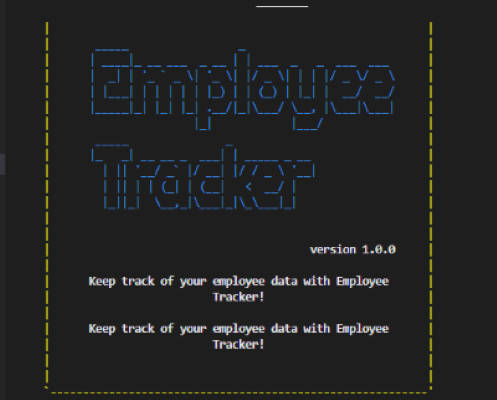 Employee
Tracker
version 1.0.0
Keep track of your employee data with Employee
Tracker!
Keep track of your employee data with Employee
Tracker!